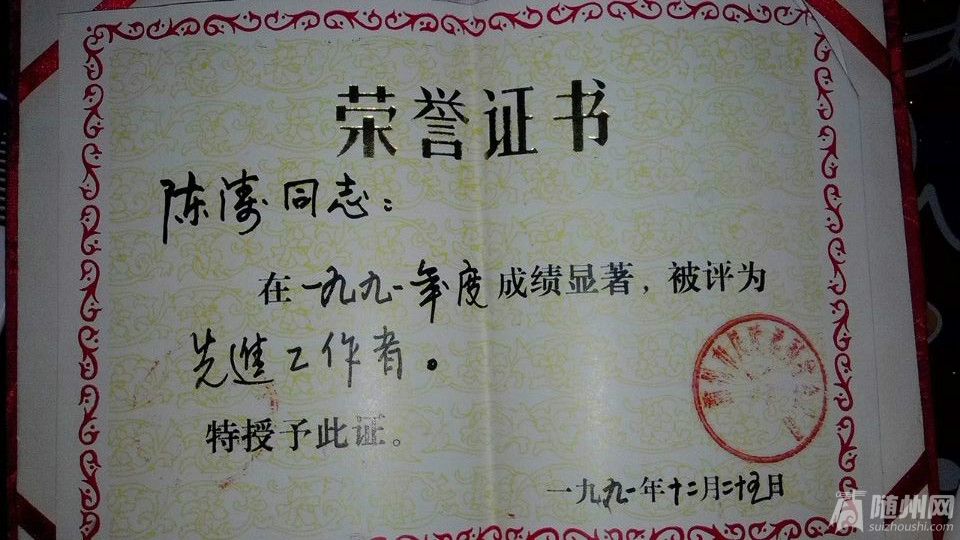 荣誉证书
陈涛同志：
在一九九一年度成绩显著，被评为
先進工作者。
特授予此证。
一九九一年十二月二十五日
随州网
suizhoushi.com